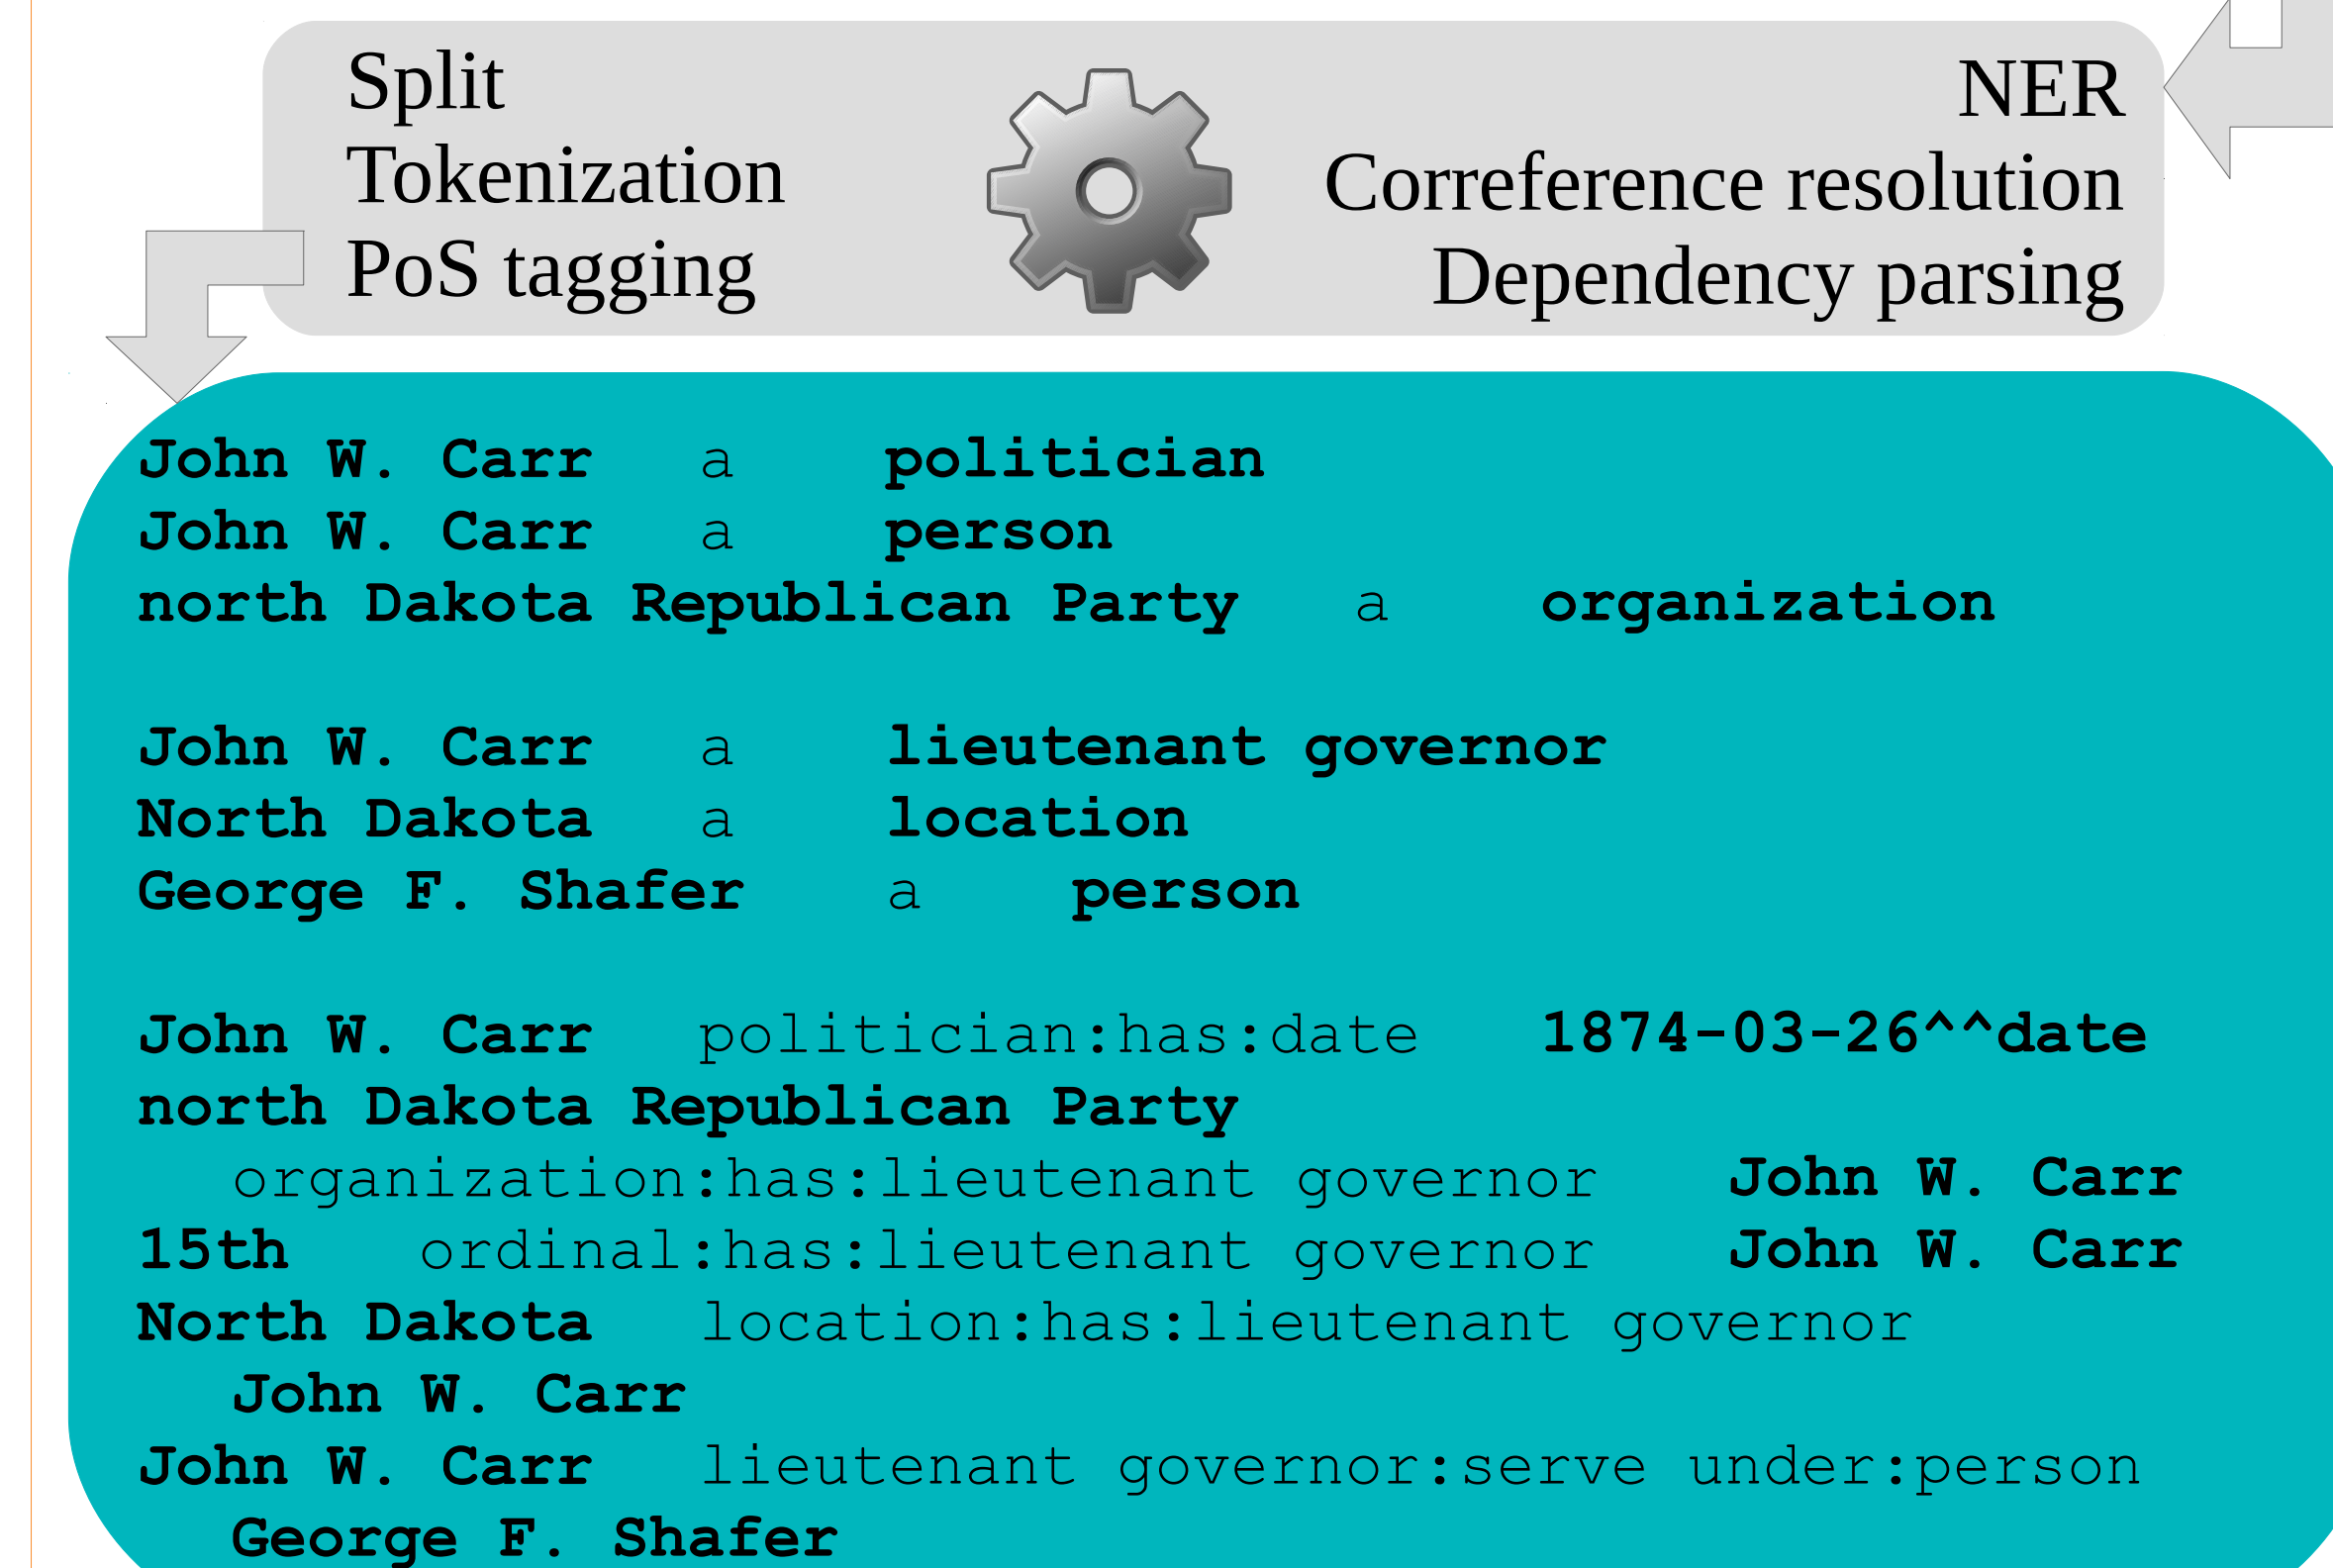 Split
Tokenization
PoS tagging
NER
Correference resolution
Dependency parsing
John W. Carr a politician
John W. Carr a person
north Dakota Republican Party a organization
John W. Carr a lieutenant governor
North Dakota a location
George F. Shafer a person
John W. Carr politician:has:date 1874-03-26^^date
north Dakota Republican Party
organization:has:lieutenant governor John W. Carr
15th ordinal:has:lieutenant governor John W. Carr
North Dakota location:has:lieutenant governor
John W. Carr
John W. Carr lieutenant governor:serve under:person
George F. Shafer